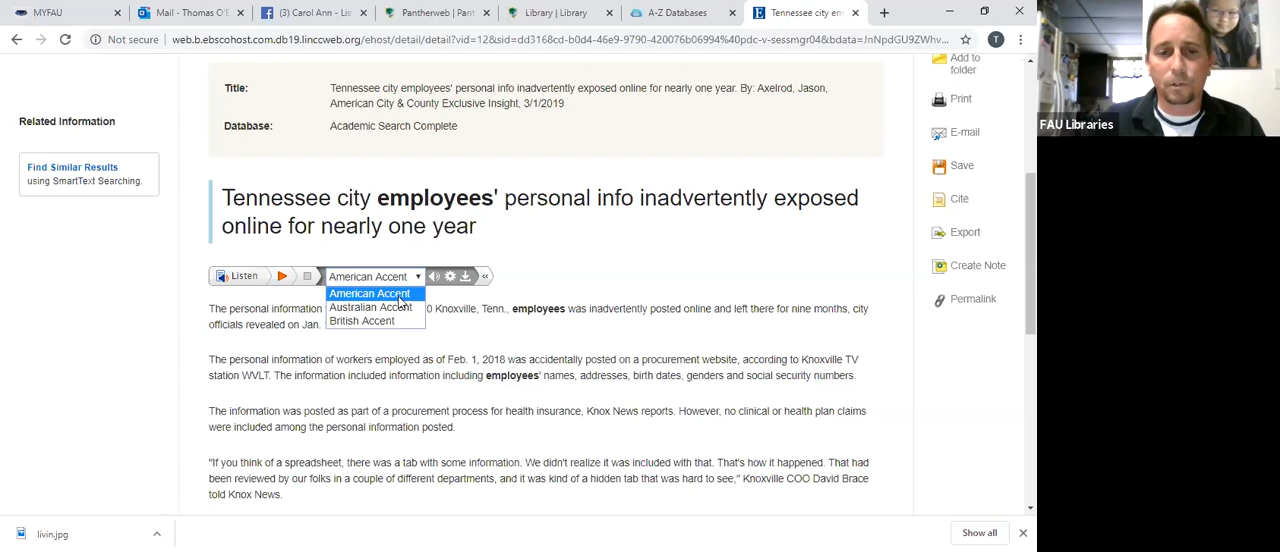 MYFAU
Mail - Thomas O'B
(3) Carol Ann - Lis
Pantherweb | Pant
Library | Library
A-Z Databases
Tennessee city em
Not secure
web.b.ebscohost.com.db19.linccweb.org/ehost/detail/detail?vid=12&sid=dd3168cd-b0d4-46e9-9790-420076b06994%40pdc-v-sessmgr04&bdata=JnNpdGU9ZWhv...
T
Add to
folder
Title:
Tennessee city employees' personal info inadvertently exposed online for nearly one year. By: Axelrod, Jason,
American City & County Exclusive Insight, 3/1/2019
Print
Related Information
Database:
Academic Search Complete
E-mail
FAU Libraries
Find Similar Results
using SmartText Searching.
Save
Tennessee city employees' personal info inadvertently exposed
online for nearly one year
Cite
Export
Create Note
Permalink
Listen
American Accent
American Accent
Australian Accent
British Accent
The personal information
0 Knoxville, Tenn., employees was inadvertently posted online and left there for nine months, city
officials revealed on Jan.
The personal information of workers employed as of Feb. 1, 2018 was accidentally posted on a procurement website, according to Knoxville TV
station WVLT. The information included information including employees' names, addresses, birth dates, genders and social security numbers.
The information was posted as part of a procurement process for health insurance, Knox News reports. However, no clinical or health plan claims
were included among the personal information posted.
"If you think of a spreadsheet, there was a tab with some information. We didn't realize it was included with that. That's how it happened. That had
been reviewed by our folks in a couple of different departments, and it was kind of a hidden tab that was hard to see," Knoxville COO David Brace
told Knox News.
livin.jpg
Show all